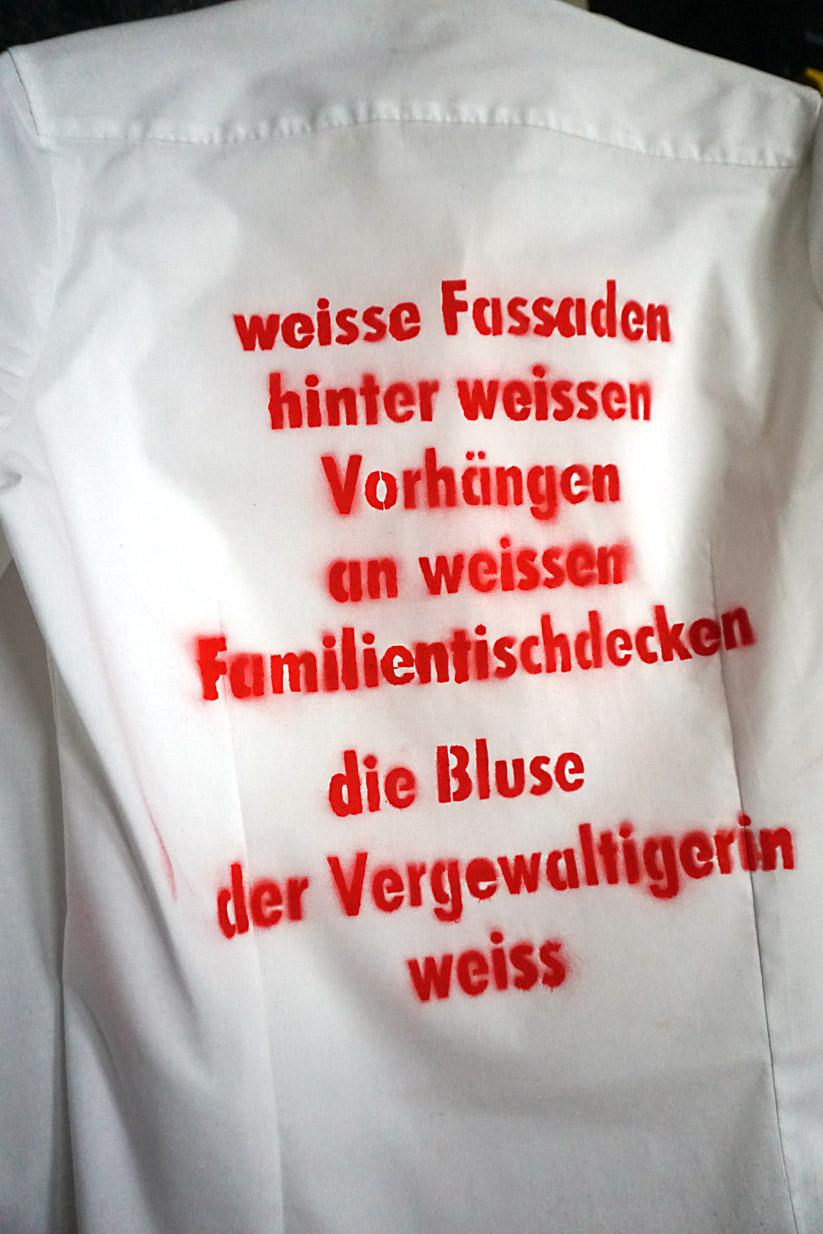 weisse Fassaden
hinter weissen
Vorhängen
an weissen
Familientischdecken
die Bluse
der Vergewaltigerin
weiss